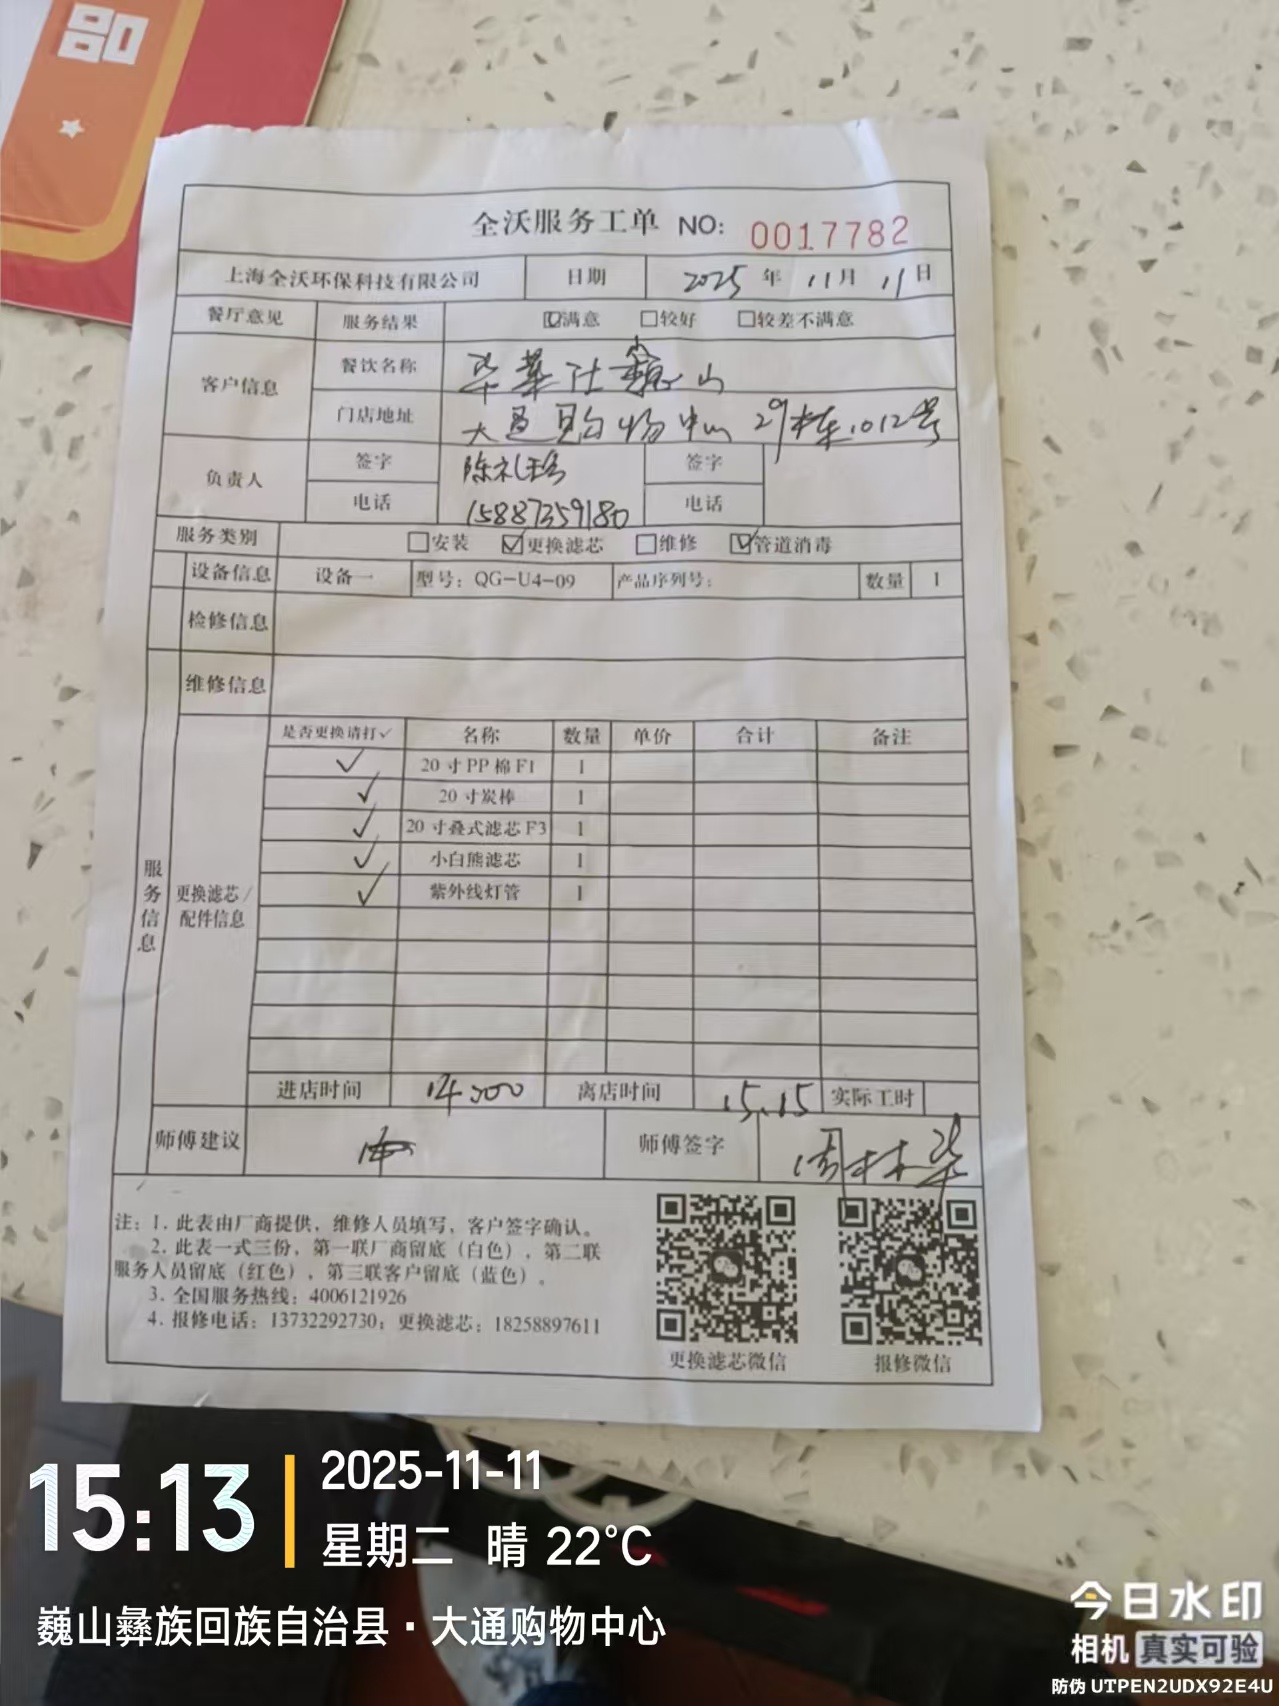 品
全沃服务工单 NO: 0017782
上海全沃环保科技有限公司 日期 2025 年 11 月 11 日
餐厅意见 服务结果 ☑满意 □较好 □较差不满意
客户信息 餐饮名称 华莱仕巍山
门店地址 大通购物中心 29栋1012号
负责人 签字 签字
电话 15887359180 电话
服务类别 □安装 ☑更换滤芯 □维修 ☑管道消毒
设备信息 设备一 型号：QG-U4-09 产品序列号： 数量 1
检修信息
维修信息
服务信息
更换滤芯/配件信息
是否更换请打✓ 名称 数量 单价 合计 备注
✓ 20寸PP棉F1 1
✓ 20寸炭棒 1
✓ 20寸叠式滤芯F3 1
✓ 小白熊滤芯 1
✓ 紫外线灯管 1
进店时间 14:00 离店时间 15.15 实际工时
师傅建议 师傅签字 周林华
注：1. 此表由厂商提供，维修人员填写，客户签字确认。
2. 此表一式三份，第一联厂商留底（白色），第二联
服务人员留底（红色），第三联客户留底（蓝色）。
3. 全国服务热线：4006121926
4. 报修电话：13732292730；更换滤芯：18258897611
更换滤芯微信 报修微信
15:13
2025-11-11
星期二 晴 22°C
巍山彝族回族自治县·大通购物中心
今日水印
相机 真实可验
防伪 UTPEN2UDX92E4U